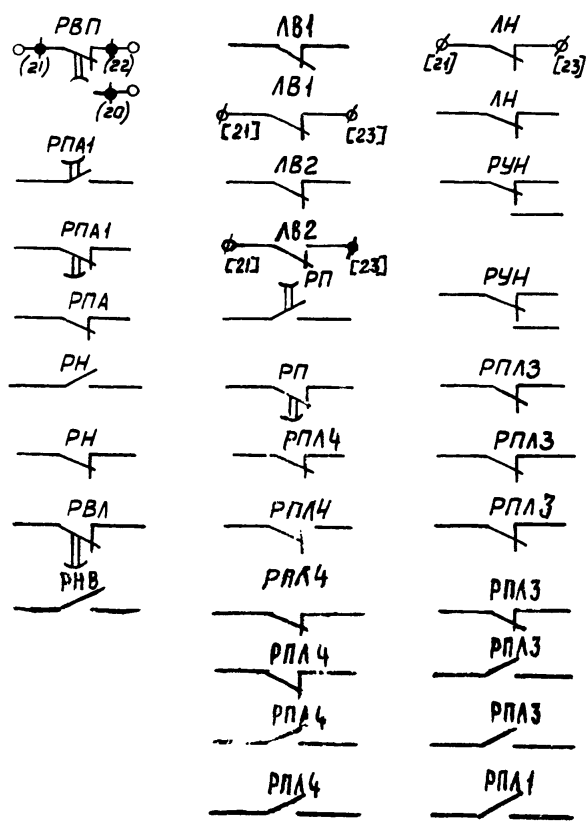 РВП
(21) (22)
(20)
РПА1
РПА1
РПА
РН
РН
РВЛ
РНВ
ЛВ1
ЛВ1
[21] [23]
ЛВ2
ЛВ2
[21] [23]
РП
РП
РПЛ4
РПЛ4
РПЛ4
РПЛ4
РПЛ4
РПЛ4
ЛН
[21] [23]
ЛН
РУН
РУН
РПЛ3
РПЛ3
РПЛ3
РПЛ3
РПЛ3
РПЛ3
РПЛ1